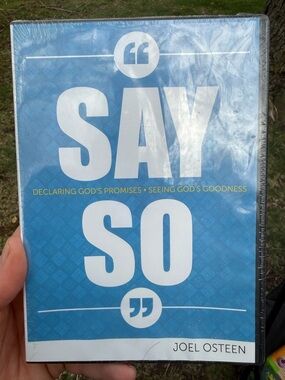 “
SAY
DECLARING GOD'S PROMISES • SEEING GOD'S GOODNESS
SO
”
JOEL OSTEEN